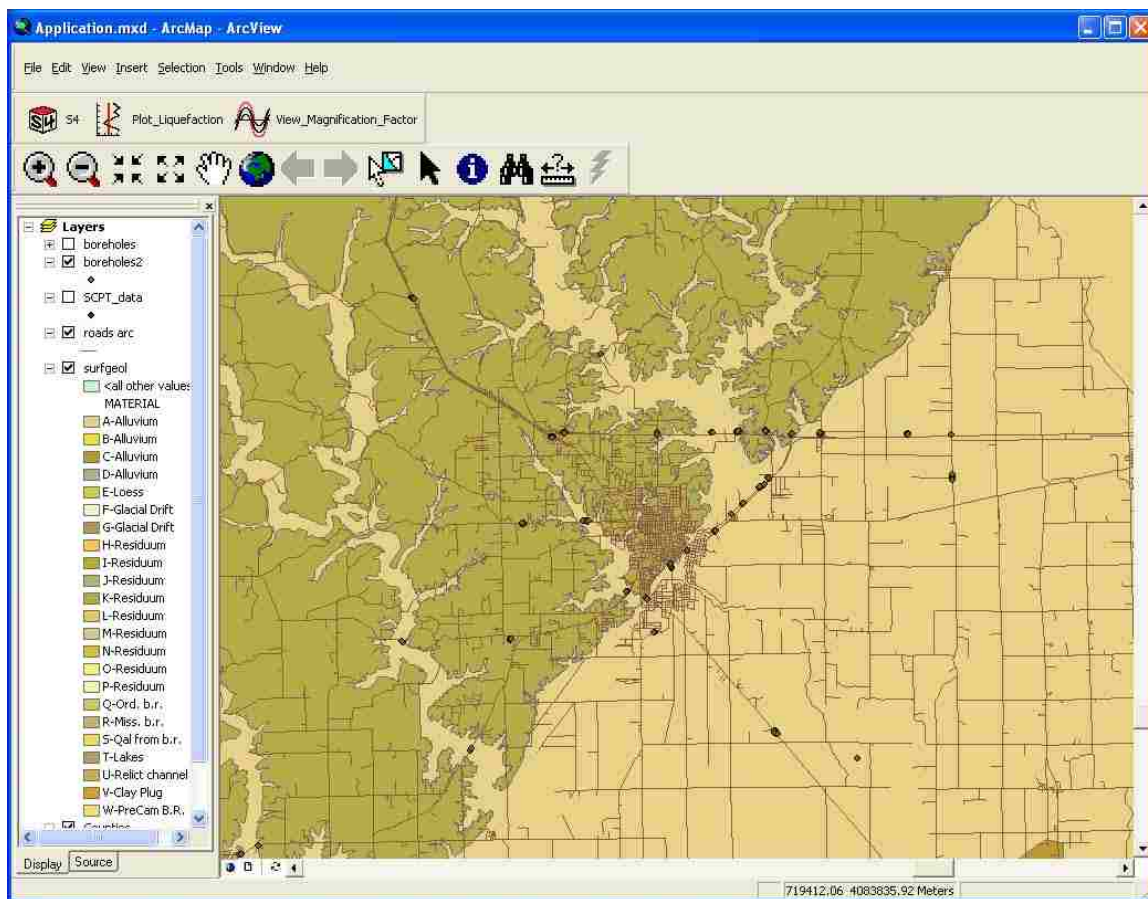 Application.mxd - ArcMap - ArcView
File Edit View Insert Selection Tools Window Help
S4 S4 Plot_Liquefaction View_Magnification_Factor
Layers
boreholes
boreholes2
SCPT_data
roads arc
surfgeol
<all other values
MATERIAL
A-Alluvium
B-Alluvium
C-Alluvium
D-Alluvium
E-Loess
F-Glacial Drift
G-Glacial Drift
H-Residuum
I-Residuum
J-Residuum
K-Residuum
L-Residuum
M-Residuum
N-Residuum
O-Residuum
P-Residuum
Q-Ord. b.r.
R-Miss. b.r.
S-Qal from b.r.
T-Lakes
U-Relict channel
V-Clay Plug
W-PreCam B.R.
Display Source
719412.06 4083835.92 Meters